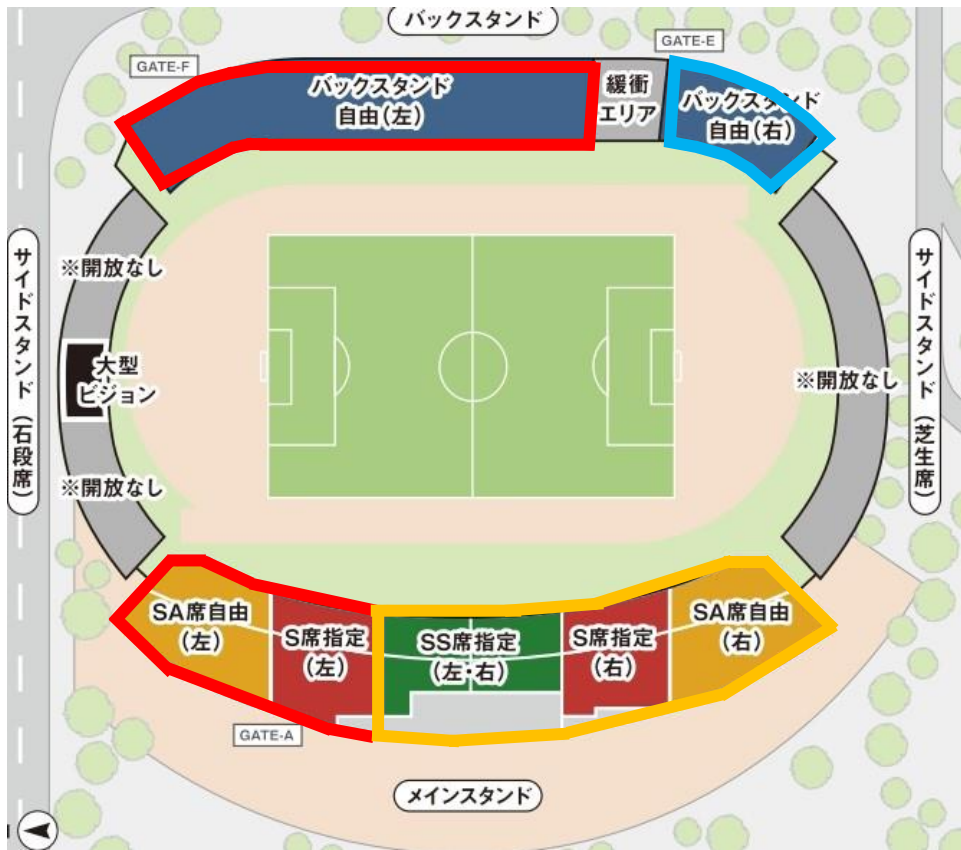 バックスタンド
GATE-E
GATE-F
バックスタンド
自由(左)
緩衝
エリア
バックスタンド
自由(右)
サイドスタンド(石段席)
※開放なし
大型
ビジョン
※開放なし
※開放なし
サイドスタンド(芝生席)
SA席自由
(左)
S席指定
(左)
SS席指定
(左・右)
S席指定
(右)
SA席自由
(右)
GATE-A
メインスタンド